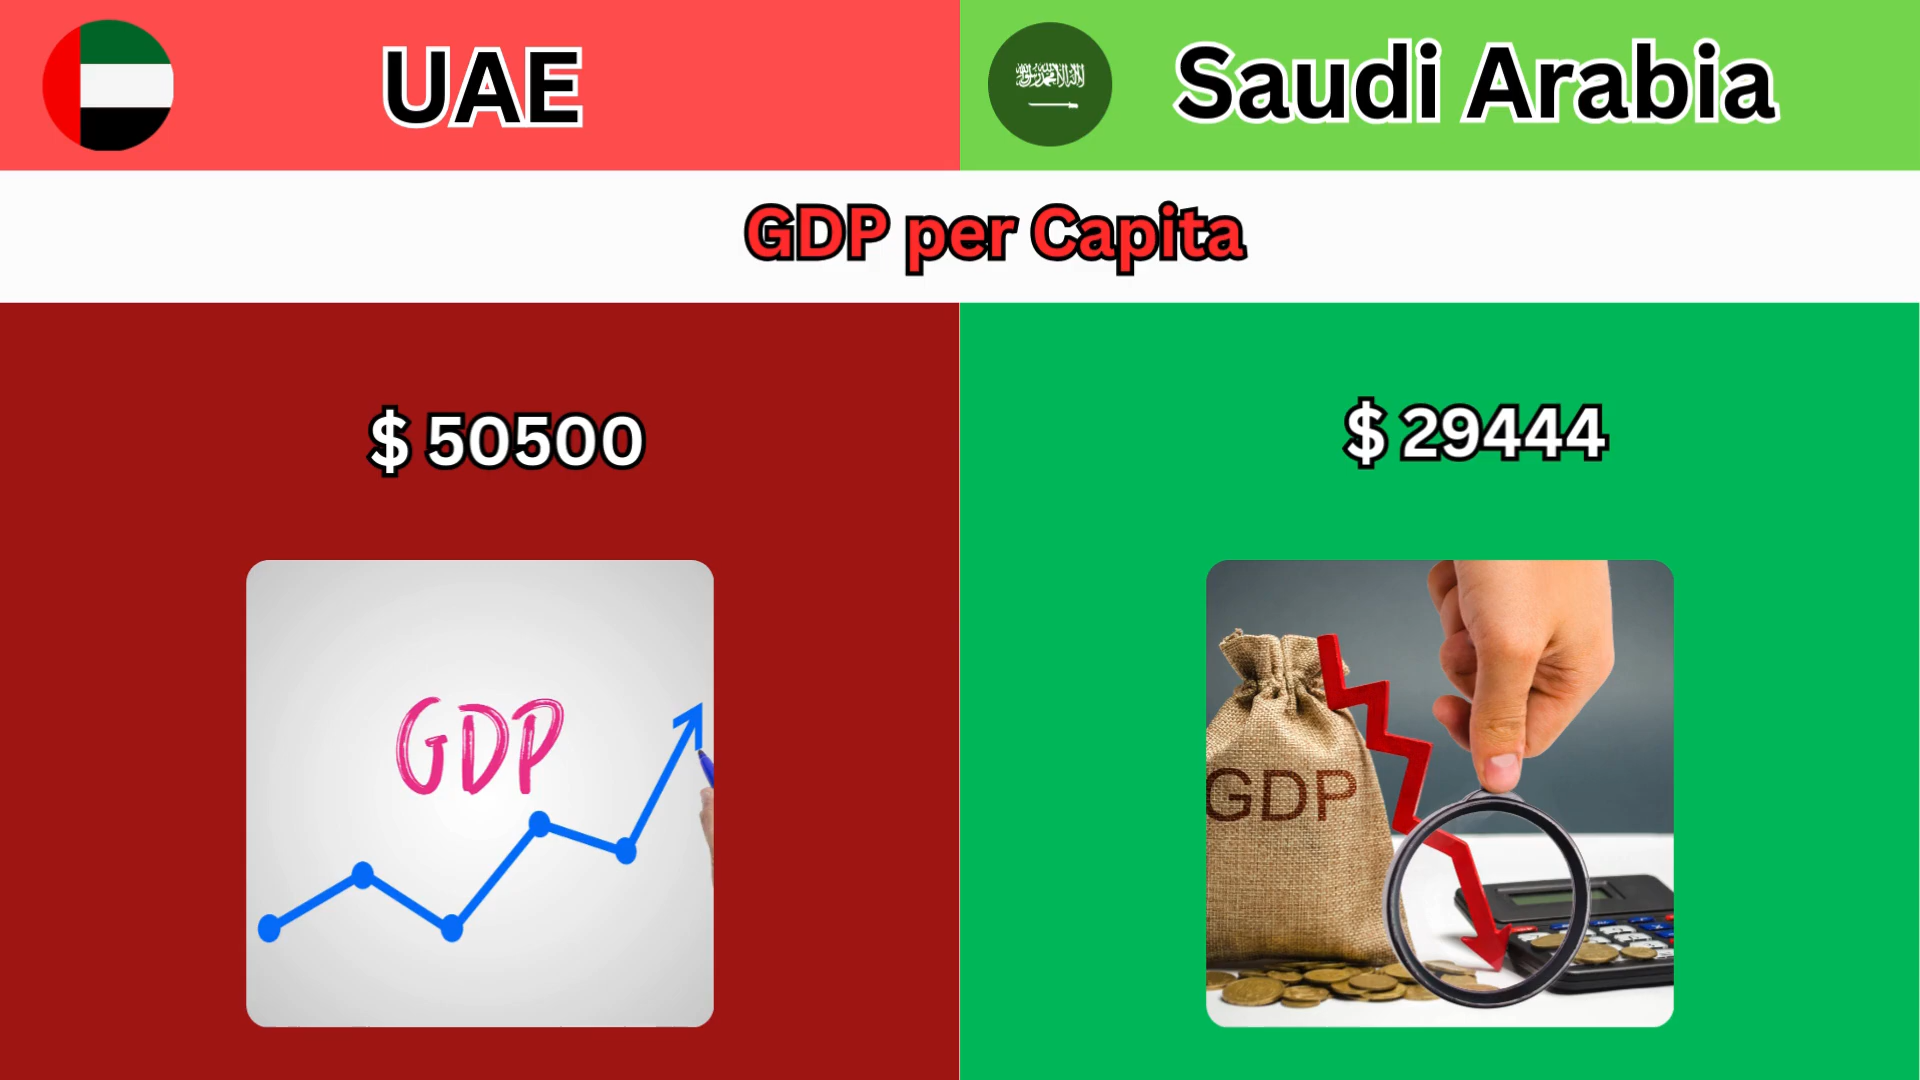 UAE
Saudi Arabia
GDP per Capita
$ 50500
$ 29444
GDP
GDP